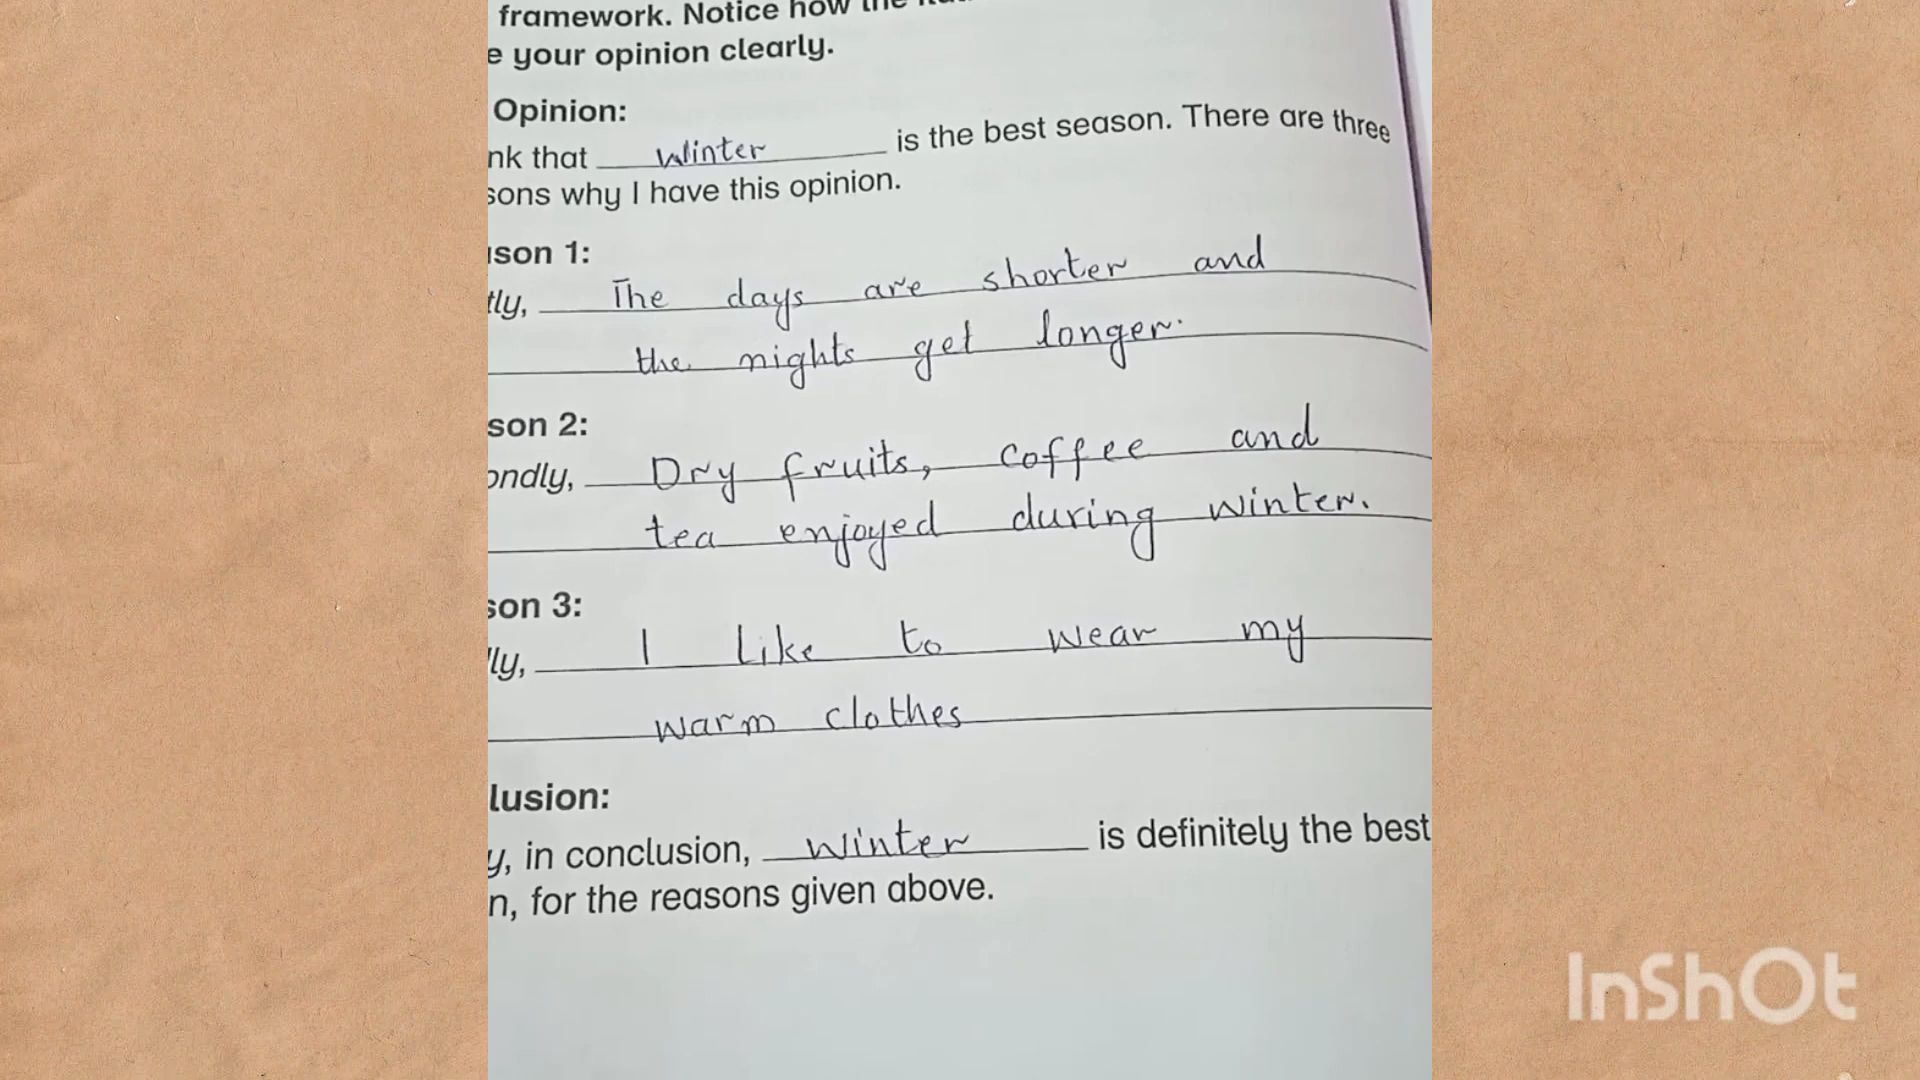 framework. Notice how the
e your opinion clearly.
Opinion:
nk that Winter is the best season. There are three
sons why I have this opinion.
ason 1:
tly, The days are shorter and
the nights get longer.
son 2:
ondly, Dry fruits, coffee and
tea enjoyed during winter.
son 3:
lly, I like to wear my
warm clothes
lusion:
y, in conclusion, Winter is definitely the best
n, for the reasons given above.
InShOt